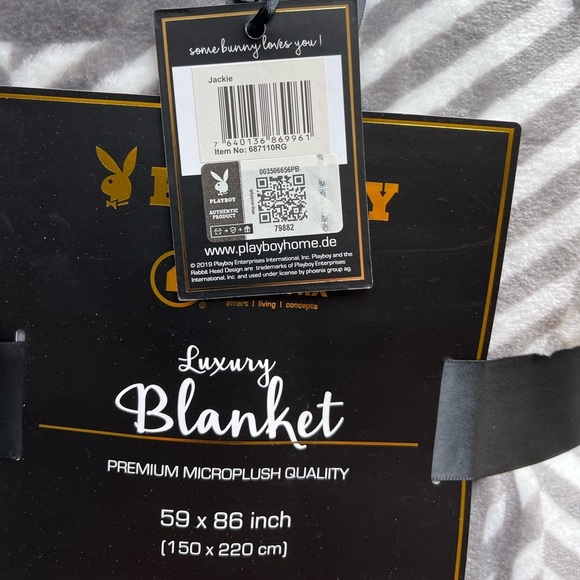 some bunny loves you!
Jackie
7 640136 869961
Item No: 687110RG
PLAYBOY
AUTHENTIC
PRODUCT
003506656PB
79882
www.playboyhome.de
© 2019 Playboy Enterprises International, Inc. Playboy and the
Rabbit Head Design are trademarks of Playboy Enterprises
International, Inc. and used under license by phoenix group ag.
smart | living | concepts
Luxury
Blanket
PREMIUM MICROPLUSH QUALIITY
59 x 86 inch
(150 x 220 cm)